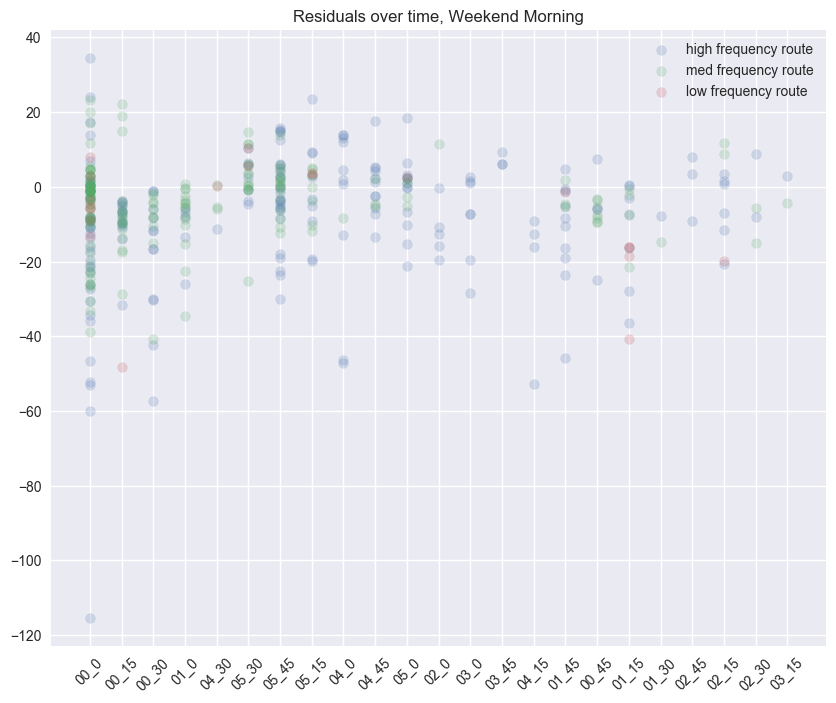 Residuals over time, Weekend Morning
high frequency route
med frequency route
low frequency route
40
20
0
−20
−40
−60
−80
−100
−120
00_0 00_15 00_30 01_0 04_30 05_30 05_45 05_15 04_0 04_45 05_0 02_0 03_0 03_45 04_15 01_45 00_45 01_15 01_30 02_45 02_15 02_30 03_15